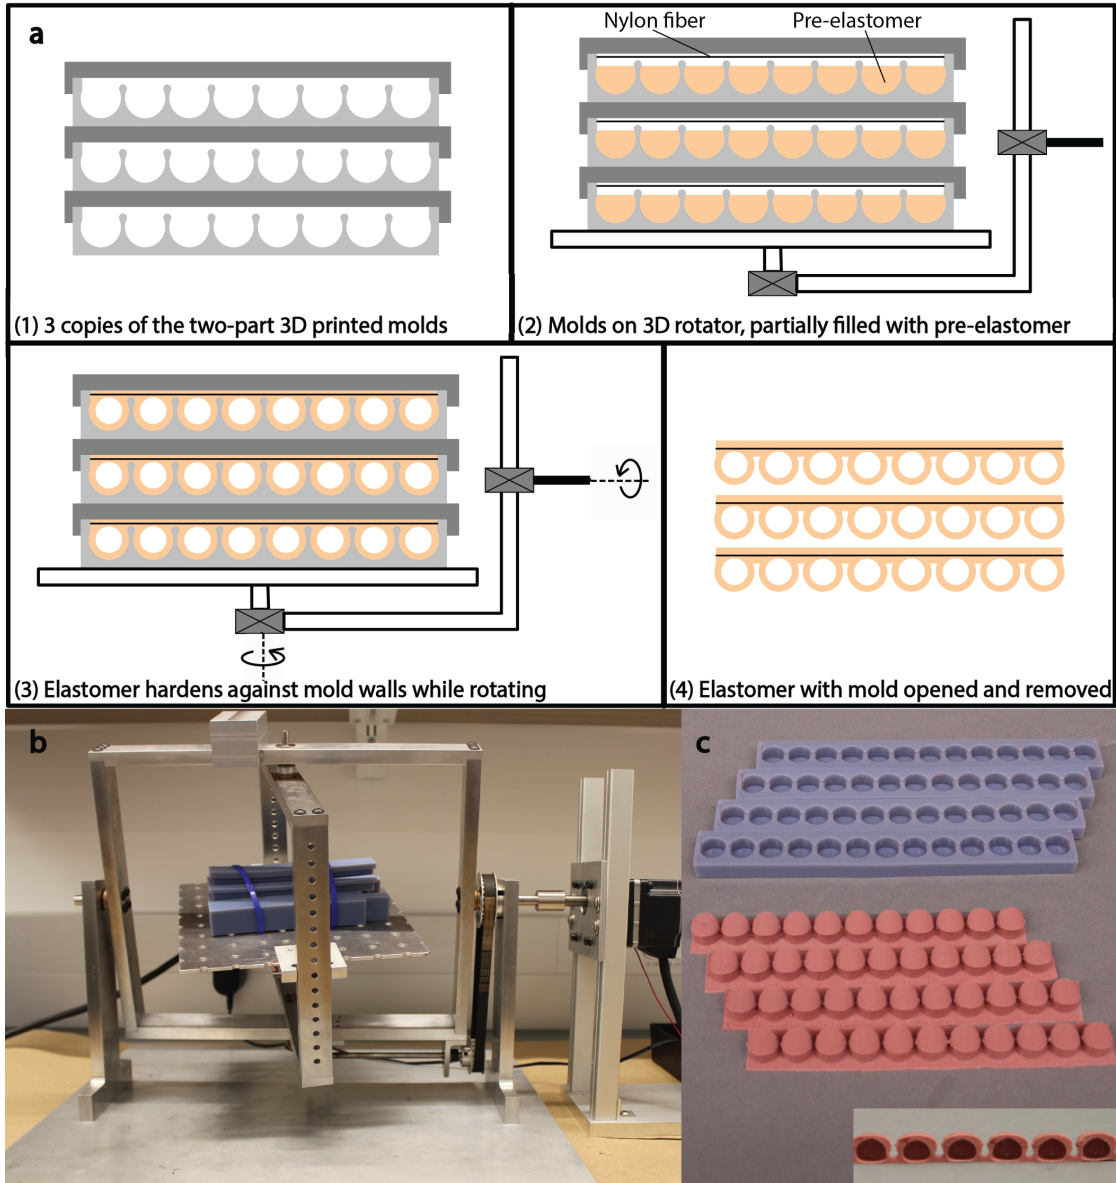 a
Nylon fiber
Pre-elastomer
(1) 3 copies of the two-part 3D printed molds
(2) Molds on 3D rotator, partially filled with pre-elastomer
(3) Elastomer hardens against mold walls while rotating
(4) Elastomer with mold opened and removed
b
c